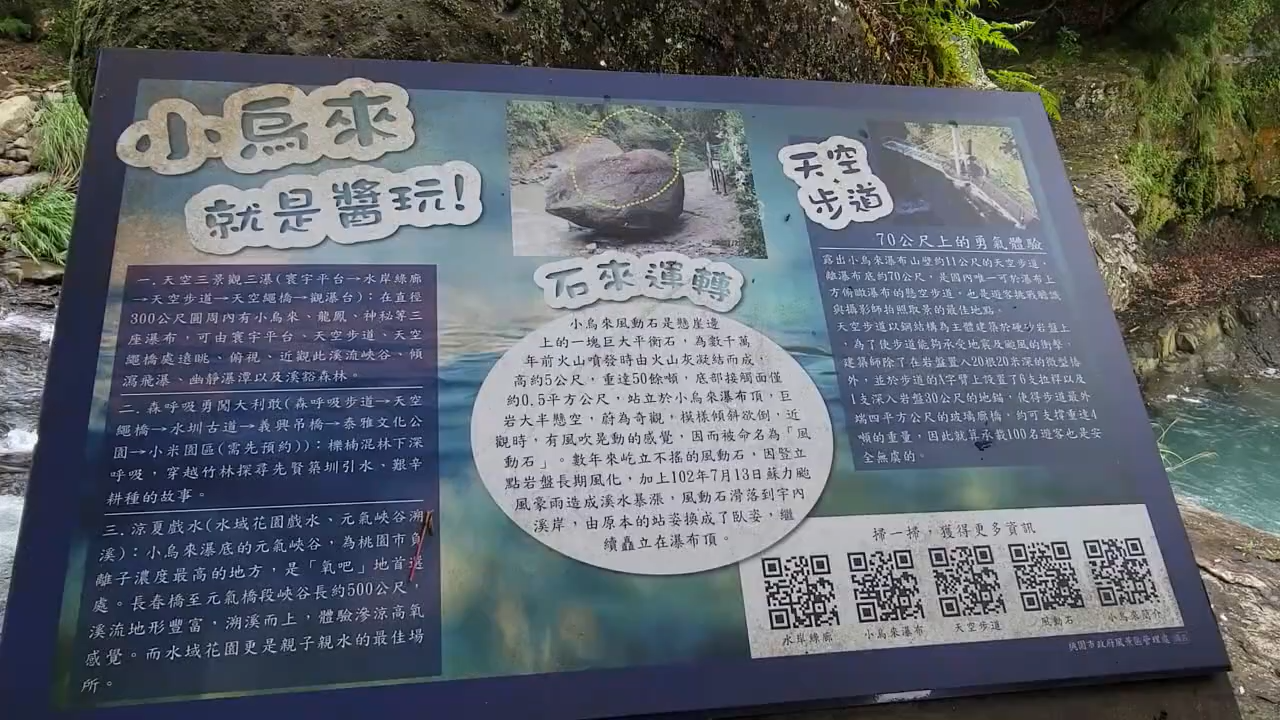 小烏來
就是醬玩!
一. 天空三景觀三瀑(寰宇平台→水岸綠廊
→天空步道→天空繩橋→觀瀑台):在直徑
300公尺圓周內有小烏來、龍鳳、神秘等三
座瀑布,可由寰宇平台、天空步道、天空
繩橋處遠眺、俯視、近觀此溪流峽谷、傾
瀉飛瀑、幽靜瀑潭以及溪谿森林。
二. 森呼吸勇闖大利敢(森呼吸步道→天空
繩橋→水圳古道→義興吊橋→泰雅文化公
園→小米園區(需先預約)):櫟楠混林下深
呼吸,穿越竹林探尋先賢築圳引水、艱辛
耕種的故事。
三. 涼夏戲水(水域花園戲水、元氣峽谷溯
溪):小烏來瀑底的元氣峽谷,為桃園市負
離子濃度最高的地方,是「氧吧」地首選
處。長春橋至元氣橋段峽谷長約500公尺,
溪流地形豐富,溯溪而上,體驗滲涼高氧
感覺。而水域花園更是親子親水的最佳場
所。
石來運轉
小烏來風動石是懸崖邊
上的一塊巨大平衡石,為數千萬
年前火山噴發時由火山灰凝結而成,
高約5公尺,重達50餘噸,底部接觸面僅
約0.5平方公尺,站立於小烏來瀑布頂,巨
岩大半懸空,蔚為奇觀,模樣傾斜欲倒,近
觀時,有風吹晃動的感覺,因而被命名為「風
動石」。數年來屹立不搖的風動石,因豎立
點岩盤長期風化,加上102年7月13日蘇力颱
風豪雨造成溪水暴漲,風動石滑落到宇內
溪岸,由原本的站姿換成了臥姿,繼
續矗立在瀑布頂。
天空
步道
70公尺上的勇氣體驗
露出小烏來瀑布山壁約11公尺的天空步道,
離瀑布底約70公尺,是國內唯一可於瀑布上
方俯瞰瀑布的懸空步道,也是遊客挑戰膽識
與攝影師拍照取景的最佳地點。
天空步道以鋼結構為主體建築於硬砂岩盤上
,為了使步道能夠承受地震及颱風的衝擊,
建築師除了在岩盤置入20根20米深的微型樁
外,並於步道的Y字臂上設置了6支拉桿以及
1支深入岩盤30公尺的地錨,使得步道最外
端四平方公尺的玻璃廊橋,約可支撐重達4
噸的重量,因此就算承載100名遊客也是安
全無虞的。
掃一掃,獲得更多資訊
水岸綠廊
小烏來瀑布
天空步道
風動石
小烏來簡介
桃園市政府風景區管理處